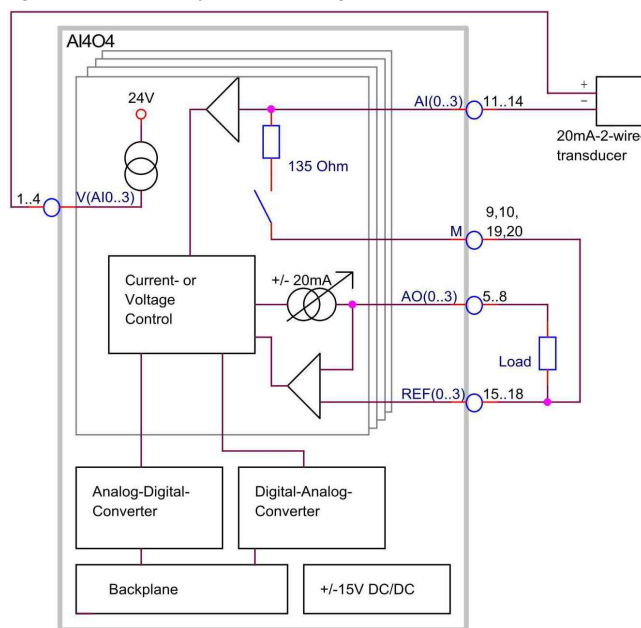 AI4O4
24V
AI(0..3)
11..14
+
−
20mA-2-wire
transducer
135 Ohm
1..4
V(AI0..3)
9,10,
M
19,20
Current- or
Voltage
Control
+/- 20mA
AO(0..3)
5..8
Load
REF(0..3)
15..18
Analog-Digital-
Converter
Digital-Analog-
Converter
Backplane
+/-15V DC/DC